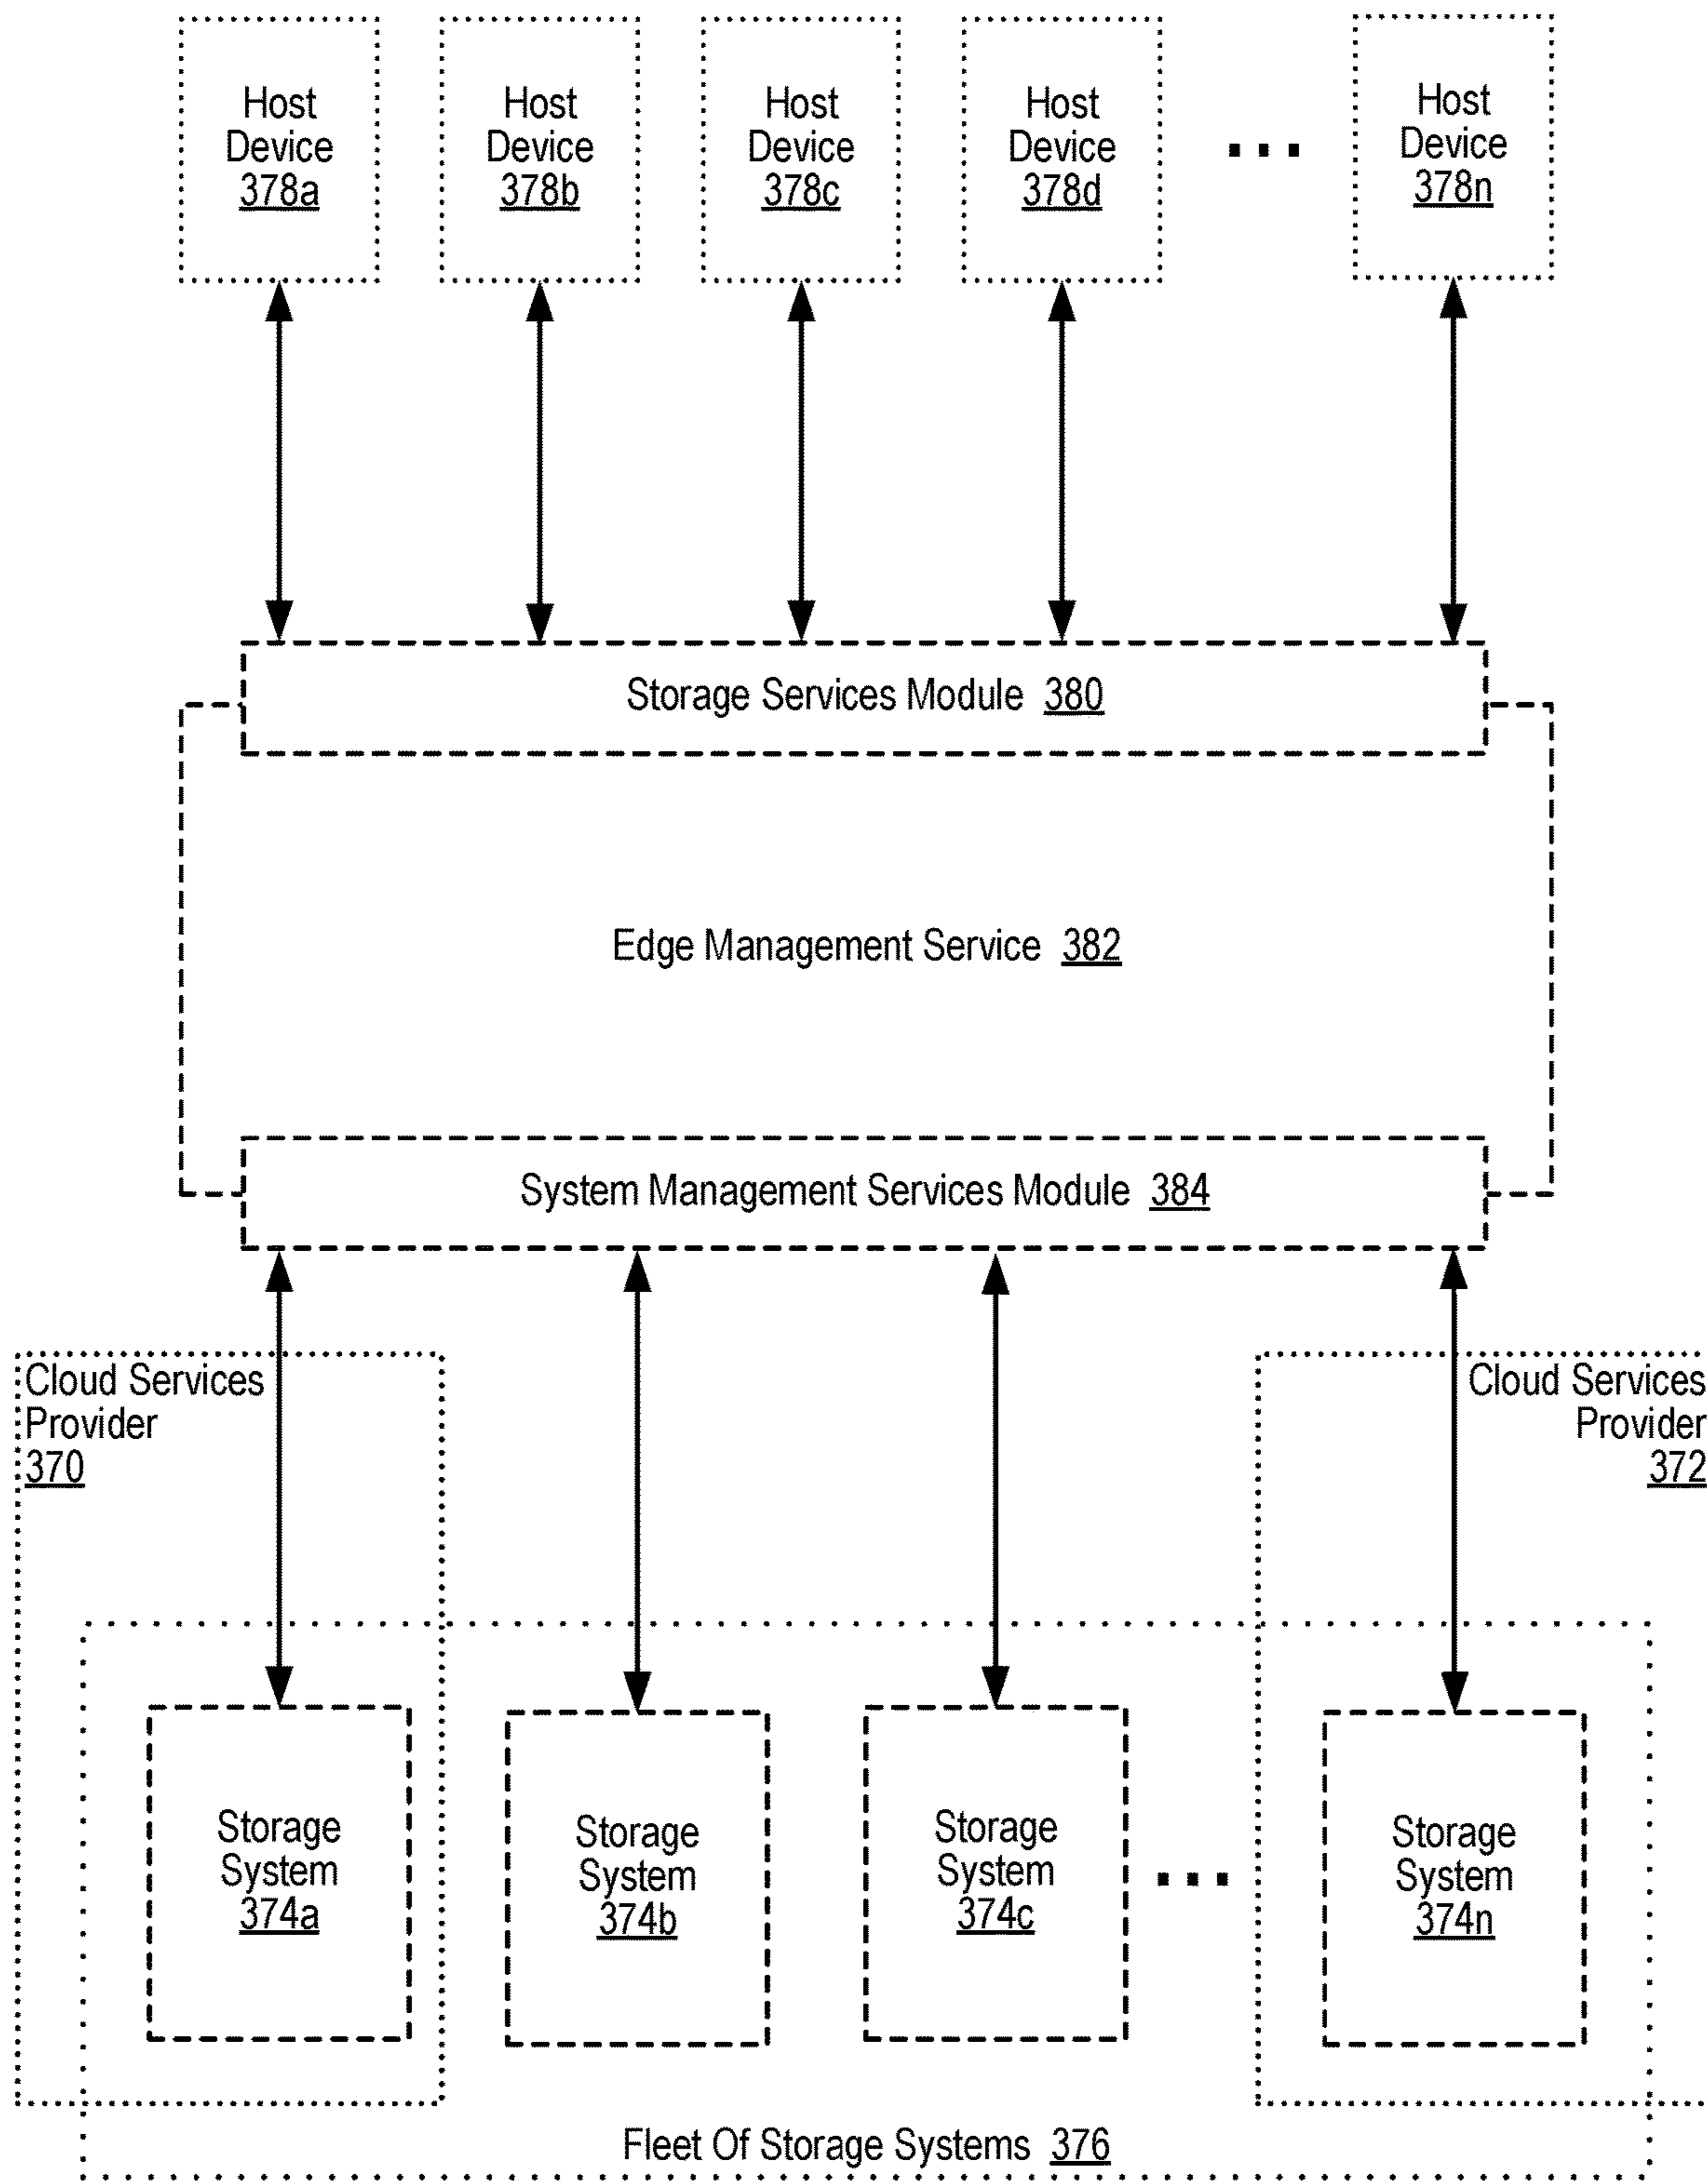 Host
Device
378a
Host
Device
378b
Host
Device
378c
Host
Device
378d
...
Host
Device
378n
Storage Services Module 380
Edge Management Service 382
System Management Services Module 384
Cloud Services
Provider
370
Cloud Services
Provider
372
Storage
System
374a
Storage
System
374b
Storage
System
374c
...
Storage
System
374n
Fleet Of Storage Systems 376